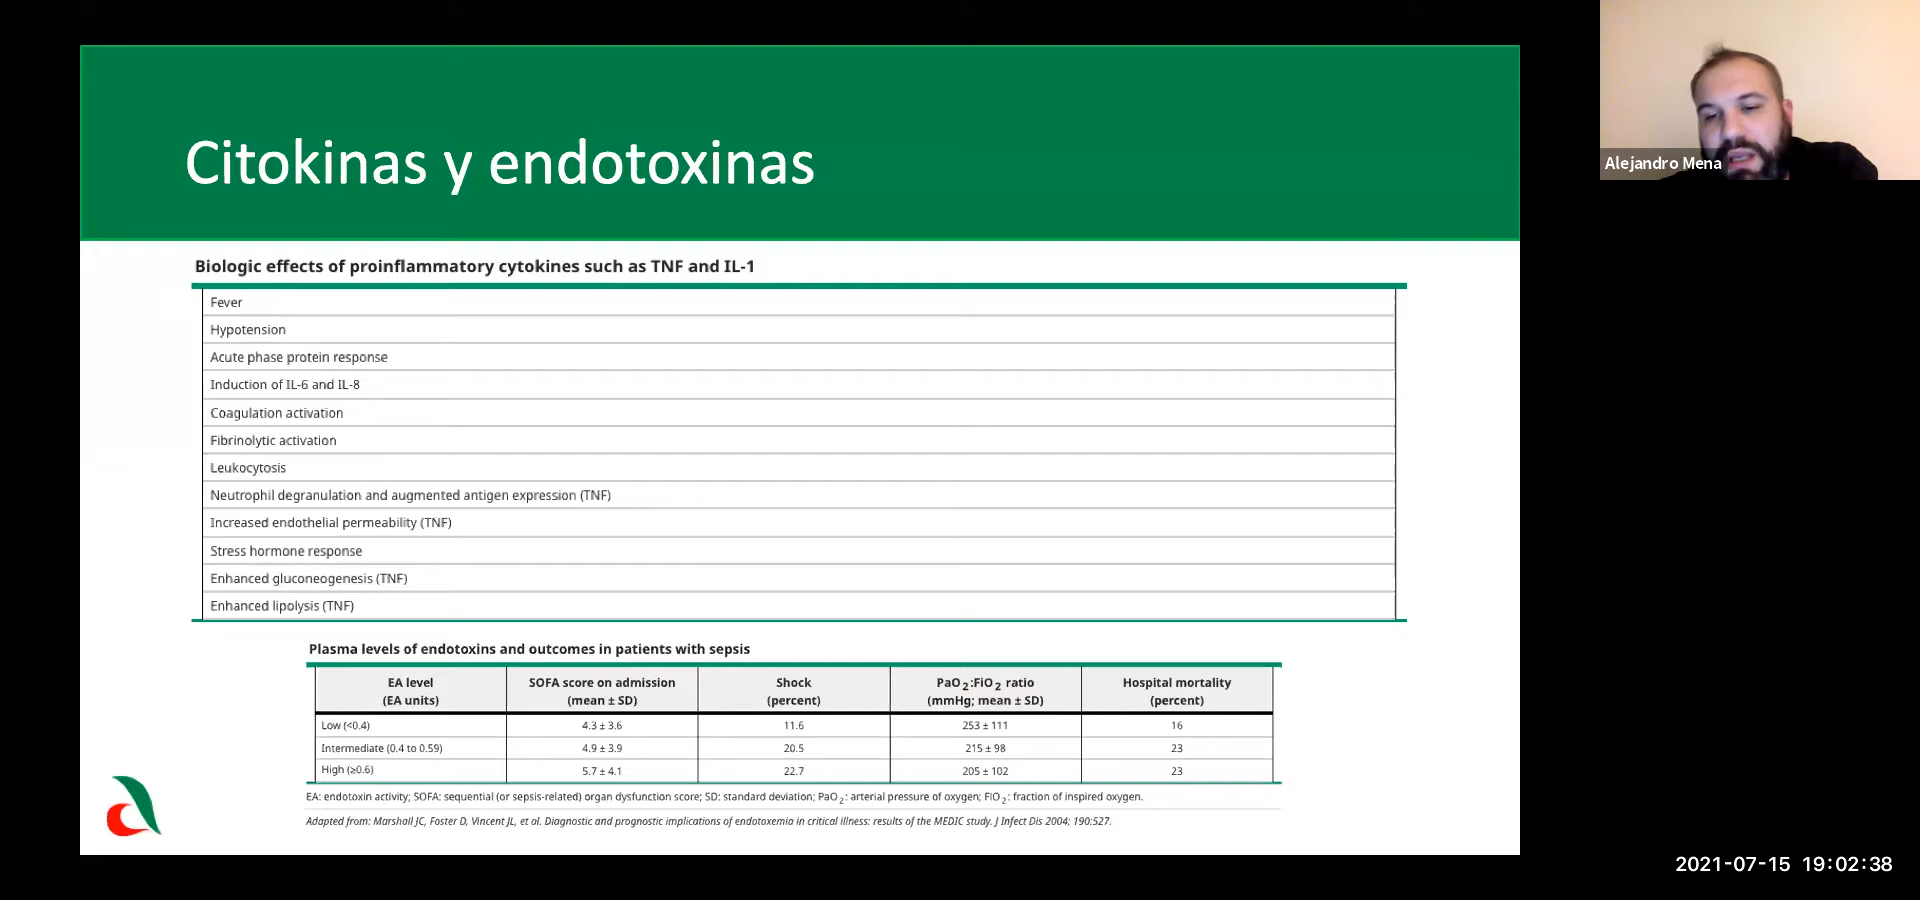 Citokinas y endotoxinas
Alejandro Mena
Biologic effects of proinflammatory cytokines such as TNF and IL-1
Fever
Hypotension
Acute phase protein response
Induction of IL-6 and IL-8
Coagulation activation
Fibrinolytic activation
Leukocytosis
Neutrophil degranulation and augmented antigen expression (TNF)
Increased endothelial permeability (TNF)
Stress hormone response
Enhanced gluconeogenesis (TNF)
Enhanced lipolysis (TNF)
Plasma levels of endotoxins and outcomes in patients with sepsis
EA level (EA units) SOFA score on admission (mean ± SD) Shock (percent) PaO2:FiO2 ratio (mmHg; mean ± SD) Hospital mortality (percent)
Low (<0.4) 4.3 ± 3.6 11.6 253 ± 111 16
Intermediate (0.4 to 0.59) 4.9 ± 3.9 20.5 215 ± 98 23
High (≥0.6) 5.7 ± 4.1 22.7 205 ± 102 23
EA: endotoxin activity; SOFA: sequential (or sepsis-related) organ dysfunction score; SD: standard deviation; PaO2: arterial pressure of oxygen; FiO2: fraction of inspired oxygen.
Adapted from: Marshall JC, Foster D, Vincent JL, et al. Diagnostic and prognostic implications of endotoxemia in critical illness: results of the MEDIC study. J Infect Dis 2004; 190:527.
2021-07-15 19:02:38